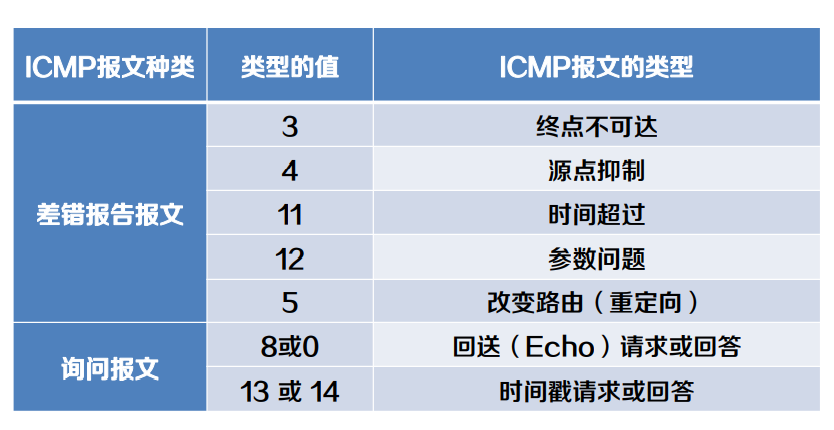 ICMP报文种类 类型的值 ICMP报文的类型
差错报告报文
3 终点不可达
4 源点抑制
11 时间超过
12 参数问题
5 改变路由（重定向）
询问报文
8或0 回送（Echo）请求或回答
13 或 14 时间戳请求或回答